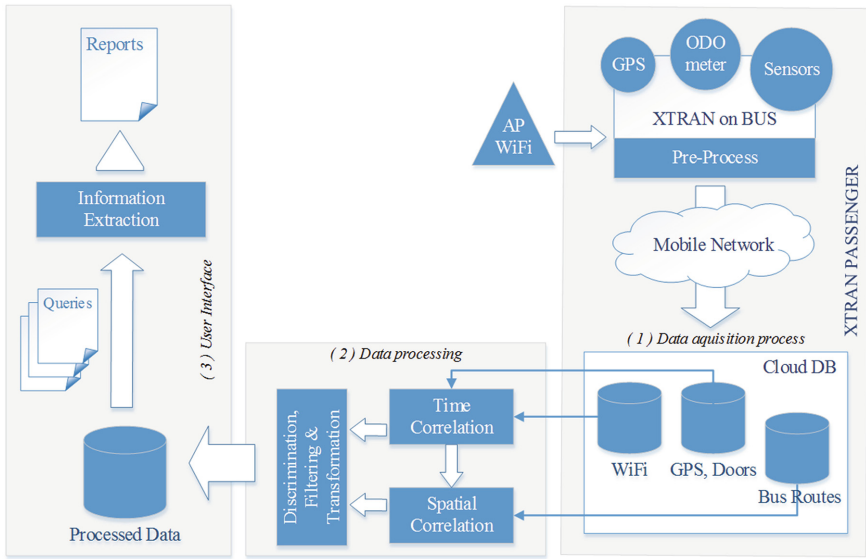 Reports
Information
Extraction
Queries
Processed Data
( 3 ) User Interface
AP
WiFi
GPS
ODO
meter
Sensors
XTRAN on BUS
Pre-Process
Mobile Network
XTRAN PASSENGER
( 1 ) Data aquisition process
Cloud DB
WiFi
GPS, Doors
Bus Routes
( 2 ) Data processing
Time
Correlation
Spatial
Correlation
Discrimination,
Filtering &
Transformation